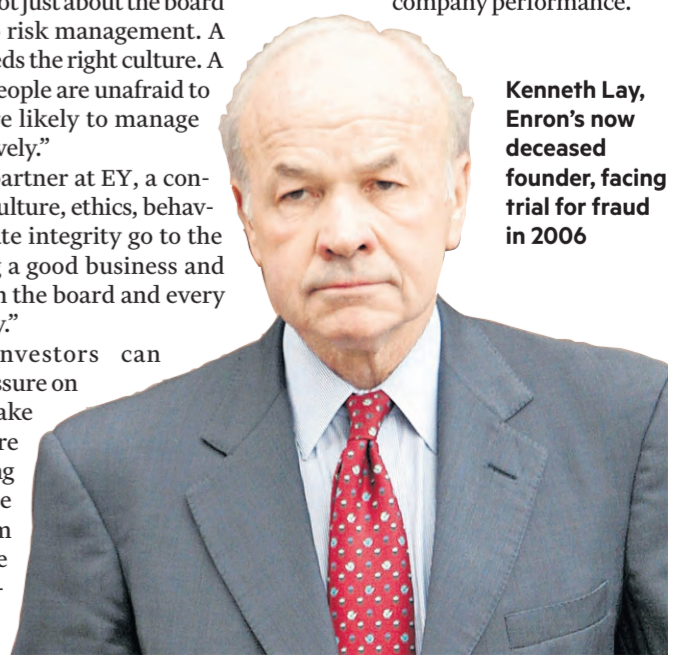 ot just about the board
risk management. A
eds the right culture. A
eople are unafraid to
e likely to manage
vely.”
artner at EY, a con-
ulture, ethics, behav-
te integrity go to the
g a good business and
n the board and every
y.”
nvestors can
ssure on
ake
re
ng
e
m
e
-
company performance.
Kenneth Lay,
Enron’s now
deceased
founder, facing
trial for fraud
in 2006